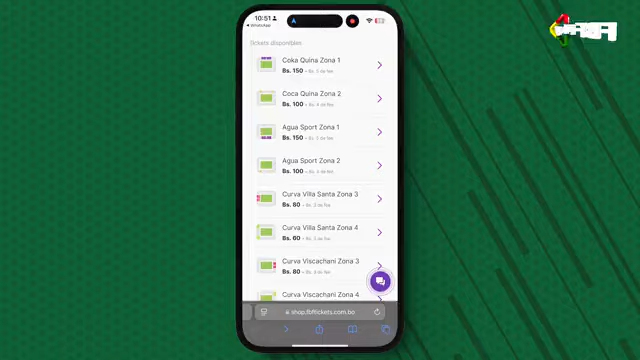 10:51
WhatsApp
Tickets disponibles
Coka Quina Zona 1
Bs. 150
Coca Quina Zona 2
Bs. 100
Agua Sport Zona 1
Bs. 150
Agua Sport Zona 2
Bs. 100
Curva Villa Santa Zona 3
Bs. 80
Curva Villa Santa Zona 4
Bs. 60
Curva Viscachani Zona 3
Bs. 80
Curva Viscachani Zona 4
shop.fbftickets.com.bo